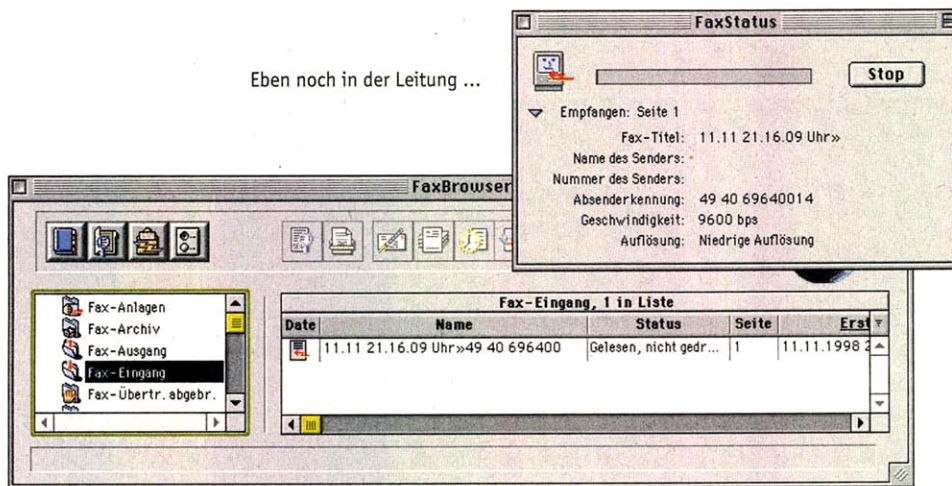 Eben noch in der Leitung ...
FaxStatus
Stop
Empfangen: Seite 1
Fax-Titel: 11.11 21.16.09 Uhr»
Name des Senders:
Nummer des Senders:
Absenderkennung: 49 40 69640014
Geschwindigkeit: 9600 bps
Auflösung: Niedrige Auflösung
FaxBrowser
Fax-Anlagen
Fax-Archiv
Fax-Ausgang
Fax-Eingang
Fax-Übertr.abgebr.
Fax-Eingang, 1 in Liste
Date Name Status Seite Erst
11.11 21.16.09 Uhr»49 40 696400 Gelesen, nicht gedr... 1 11.11.1998